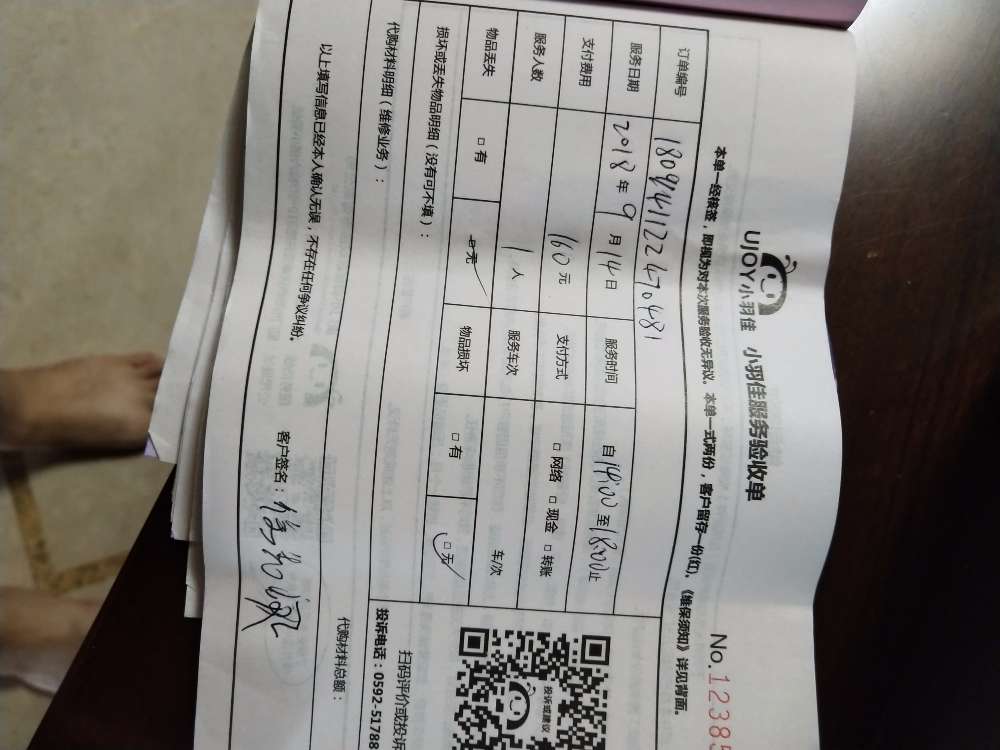 UJOY小羽佳 小羽佳服务验收单
No.12385
本单一经核签，即视为对本次服务验收无异议。本单一式两份，客户留存一份(红)。《维保须知》详见背面。
订单编号 180914112247048
服务日期 2018年9月14日 服务时间 自14:00至18:00止
支付费用 160元 支付方式 □网络 □现金 □转账
服务人数 1人 服务车次 车/次
物品丢失 □有 □无 物品损坏 □有 □无
损坏或丢失物品明细（没有可不填）：
代购材料明细（维修业务）：
代购材料总额：
以上填写信息已经本人确认无误，不存在任何争议纠纷。
客户签名：
投诉或建议
扫码评价或投诉
投诉电话：0592-51788